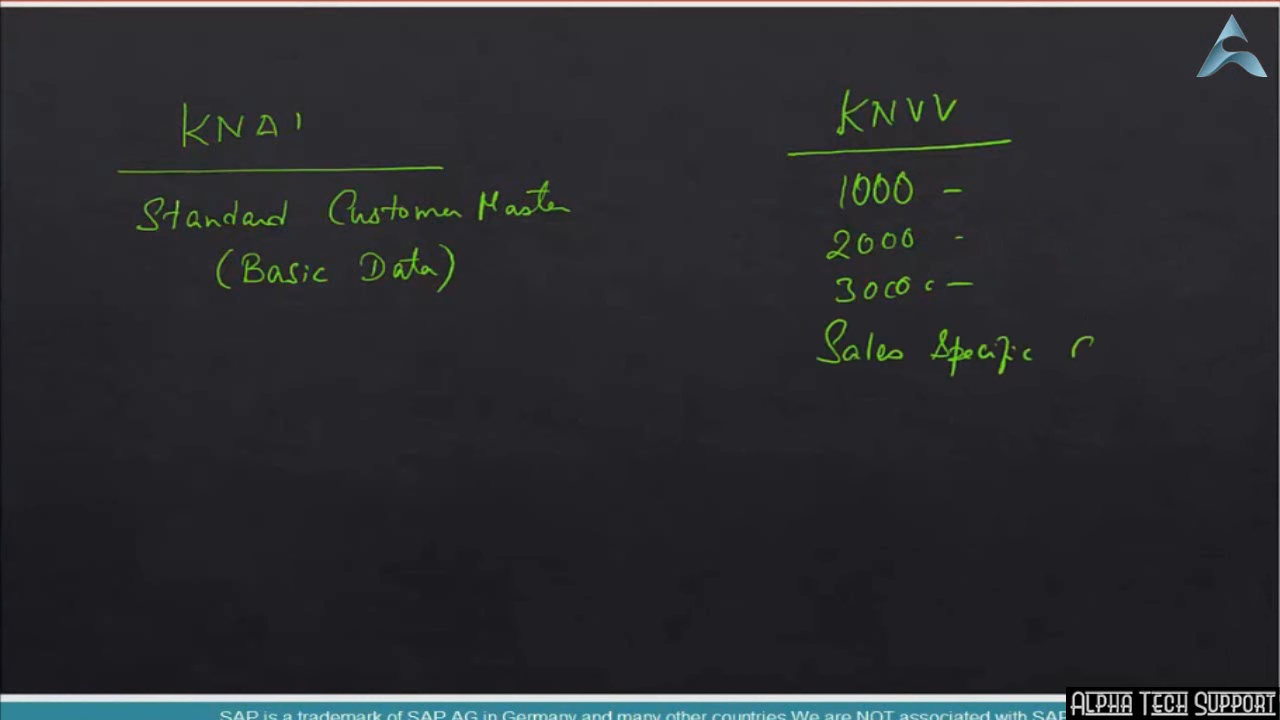 KNA1
Standard Customer Master
(Basic Data)
KNVV
1000 -
2000 -
3000 -
Sales Specific
SAP is a trademark of SAP AG in Germany and many other countries We are NOT associated with SAP
ALPHA TECH SUPPORT